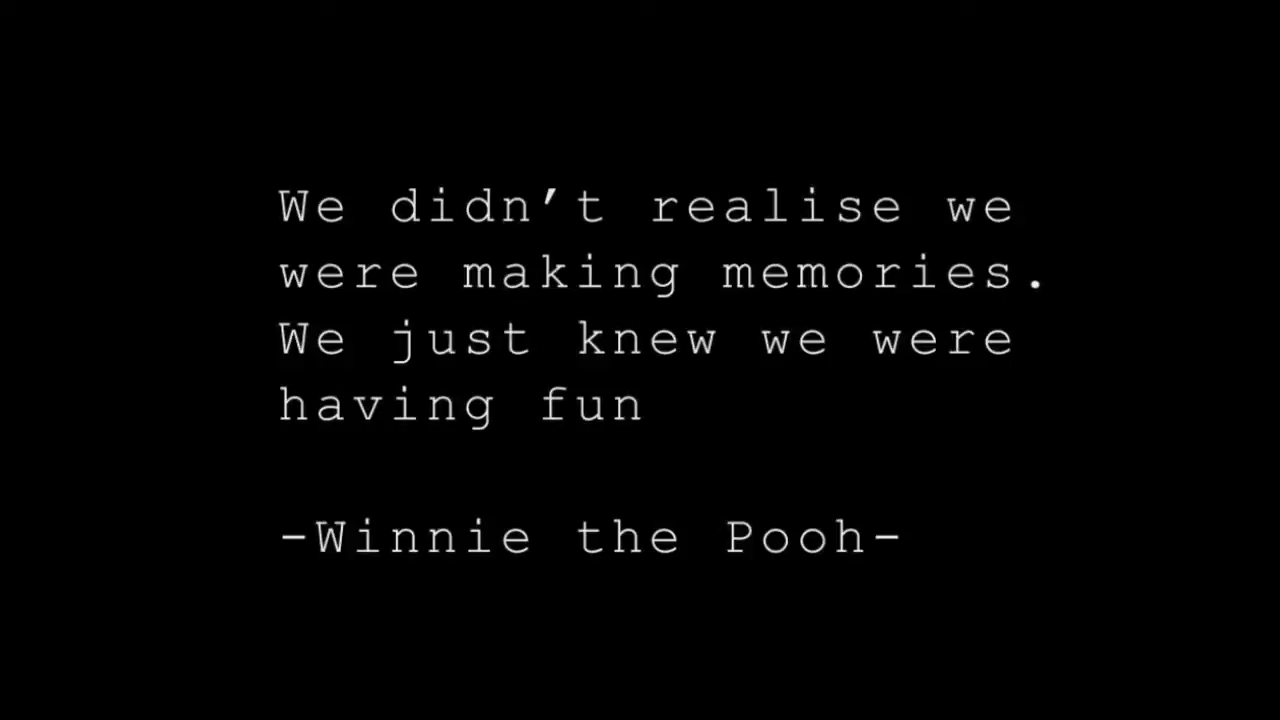 We didn’t realise we
were making memories.
We just knew we were
having fun
-Winnie the Pooh-